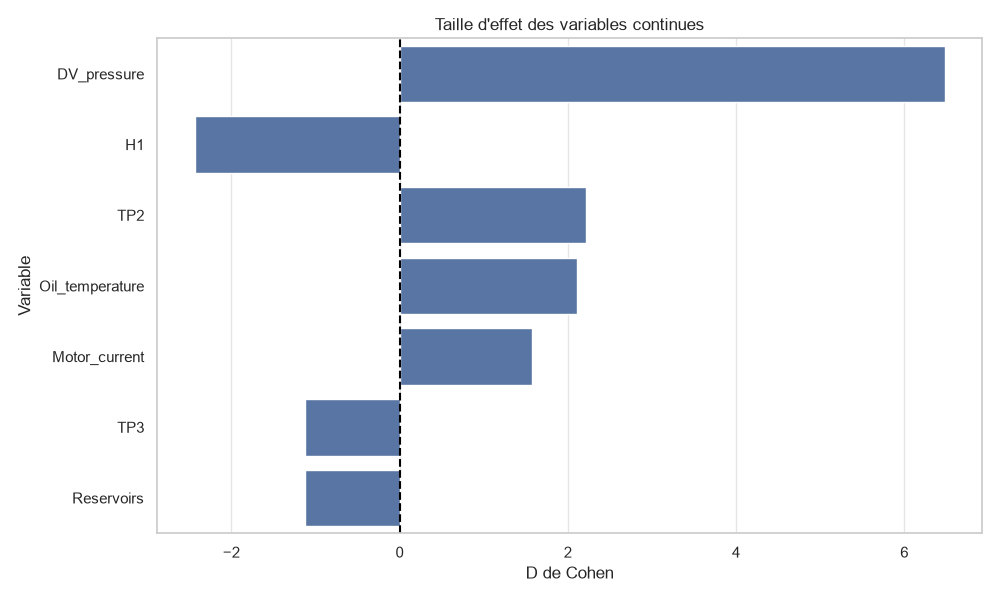 Taille d'effet des variables continues
Variable
DV_pressure
H1
TP2
Oil_temperature
Motor_current
TP3
Reservoirs
−2 0 2 4 6
D de Cohen